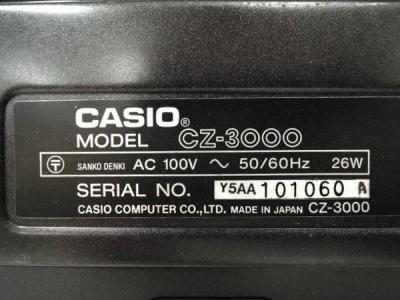 CASIO®
MODEL CZ-3000
〒 SANKO DENKI AC 100V ～ 50/60Hz 26W
SERIAL NO. Y5AA 101060 A
CASIO COMPUTER CO.,LTD. MADE IN JAPAN CZ-3000